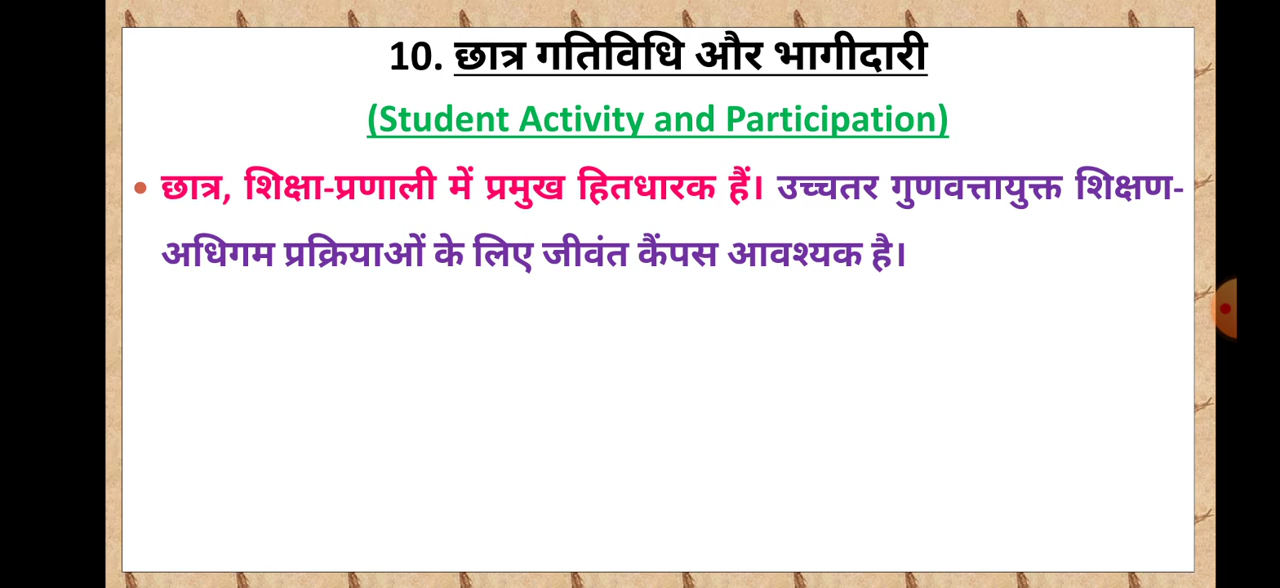 10. छात्र गतिविधि और भागीदारी
(Student Activity and Participation)
• छात्र, शिक्षा-प्रणाली में प्रमुख हितधारक हैं। उच्चतर गुणवत्तायुक्त शिक्षण-
अधिगम प्रक्रियाओं के लिए जीवंत कैंपस आवश्यक है।